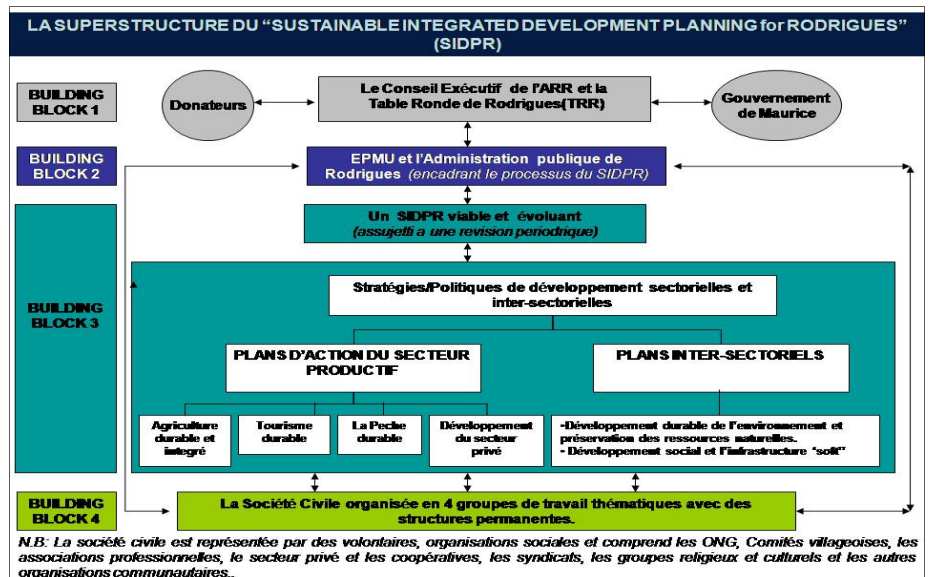 LA SUPERSTRUCTURE DU “SUSTAINABLE INTEGRATED DEVELOPMENT PLANNING for RODRIGUES”
(SIDPR)
BUILDING
BLOCK 1
Donateurs
Le Conseil Exécutif de l'ARR et la
Table Ronde de Rodrigues(TRR)
Gouvernement
de Maurice
BUILDING
BLOCK 2
EPMU et l'Administration publique de
Rodrigues (encadrant le processus du SIDPR)
Un SIDPR viable et évoluant
(assujetti a une revision periodrique)
BUILDING
BLOCK 3
Stratégies/Politiques de développement sectorielles et
inter-sectorielles
PLANS D'ACTION DU SECTEUR
PRODUCTIF
PLANS INTER-SECTORIELS
Agriculture
durable et
integré
Tourisme
durable
La Peche
durable
Développement
du secteur
privé
-Développement durable de l'environnement et
préservation des ressources naturelles.
- Développement social et l'infrastructure “soft”
BUILDING
BLOCK 4
La Société Civile organisée en 4 groupes de travail thématiques avec des
structures permanentes.
N.B: La société civile est représentée par des volontaires, organisations sociales et comprend les ONG, Comités villageoises, les
associations professionnelles, le secteur privé et les coopératives, les syndicats, les groupes religieux et culturels et les autres
organisations communautaires..